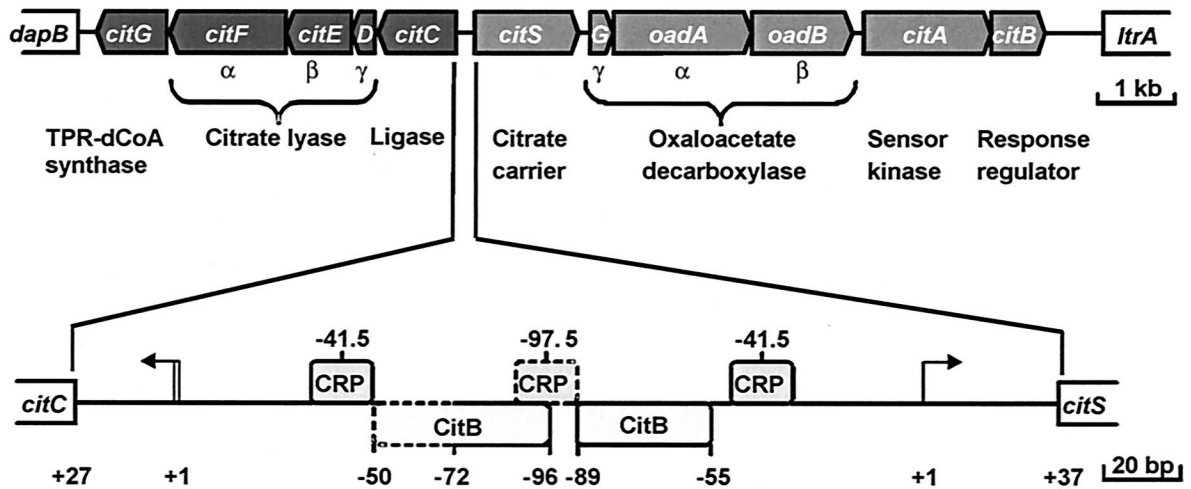 dapB citG citF citE D citC citS G oadA oadB citA citB ltrA
α β γ γ α β
1 kb
TPR-dCoA synthase
Citrate lyase
Ligase
Citrate carrier
Oxaloacetate decarboxylase
Sensor kinase
Response regulator
-41.5 -97. 5 -41.5
CRP CRP CRP
citC citS
CitB CitB
+27 +1 -50 -72 -96 -89 -55 +1 +37
20 bp